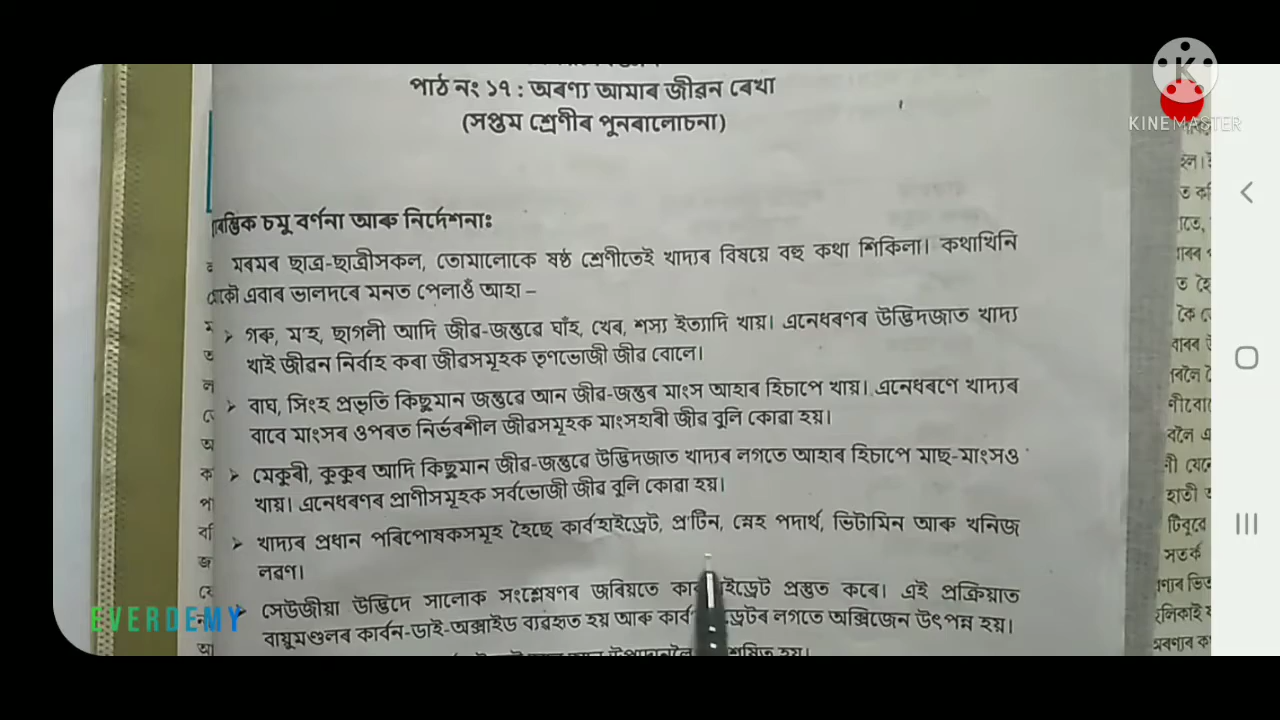 পাঠ নং ১৭ : অৰণ্য আমাৰ জীৱন ৰেখা
(সপ্তম শ্ৰেণীৰ পুনৰালোচনা)
KINEMASTER
চমু বৰ্ণনা আৰু নিৰ্দেশনাঃ
মৰমৰ ছাত্ৰ-ছাত্ৰীসকল, তোমালোকে ষষ্ঠ শ্ৰেণীতেই খাদ্যৰ বিষয়ে বহু কথা শিকিলা। কথাখিনি
এবাৰ ভালদৰে মনত পেলাওঁ আহা –
➢ গৰু, ম'হ, ছাগলী আদি জীৱ-জন্তুৱে ঘাঁহ, খেৰ, শস্য ইত্যাদি খায়। এনেধৰণৰ উদ্ভিদজাত খাদ্য
খাই জীৱন নিৰ্বাহ কৰা জীৱসমূহক তৃণভোজী জীৱ বোলে।
➢ বাঘ, সিংহ প্ৰভৃতি কিছুমান জন্তুৱে আন জীৱ-জন্তুৰ মাংস আহাৰ হিচাপে খায়। এনেধৰণে খাদ্যৰ
বাবে মাংসৰ ওপৰত নিৰ্ভৰশীল জীৱসমূহক মাংসহাৰী জীৱ বুলি কোৱা হয়।
➢ মেকুৰী, কুকুৰ আদি কিছুমান জীৱ-জন্তুৱে উদ্ভিদজাত খাদ্যৰ লগতে আহাৰ হিচাপে মাছ-মাংসও
খায়। এনেধৰণৰ প্ৰাণীসমূহক সৰ্বভোজী জীৱ বুলি কোৱা হয়।
➢ খাদ্যৰ প্ৰধান পৰিপোষকসমূহ হৈছে কাৰ্ব'হাইড্ৰেট, প্ৰ'টিন, স্নেহ পদাৰ্থ, ভিটামিন আৰু খনিজ
লৱণ।
➢ সেউজীয়া উদ্ভিদে সালোক সংশ্লেষণৰ জৰিয়তে প্ৰস্তুত কৰে। এই প্ৰক্ৰিয়াত
বায়ুমণ্ডলৰ কাৰ্বন-ডাই-অক্সাইড ব্যৱহৃত হয় আৰু লগতে অক্সিজেন উৎপন্ন হয়।
EVERDEMY